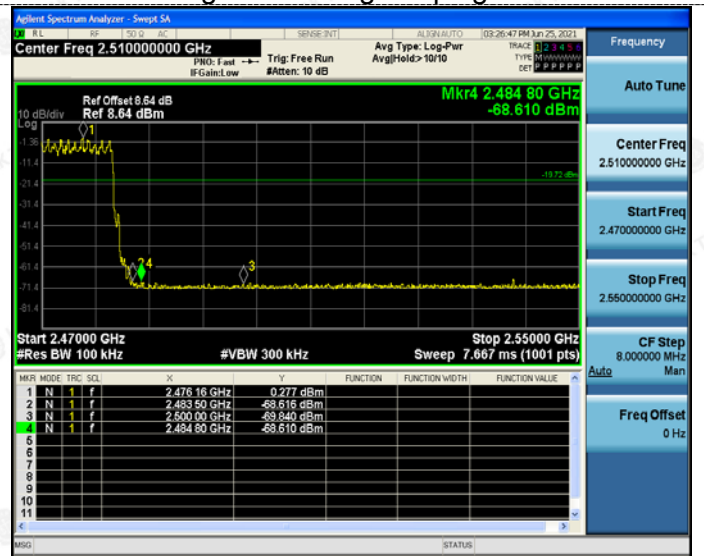 Agilent Spectrum Analyzer - Swept SA
RL RF 50 Ω AC SENSE:INT ALIGNAUTO 03:26:47 PM Jun 25, 2021
Center Freq 2.510000000 GHz
PNO: Fast
IFGain:Low
Trig: Free Run
#Atten: 10 dB
Avg Type: Log-Pwr
Avg|Hold:>10/10
TRACE 1 2 3 4 5 6
TYPE M
DET P P P P P P
Frequency
Auto Tune
Center Freq
2.510000000 GHz
Start Freq
2.470000000 GHz
Stop Freq
2.550000000 GHz
CF Step
8.000000 MHz
Auto Man
Freq Offset
0 Hz
Ref Offset 8.64 dB
10 dB/div Ref 8.64 dBm
Log
Mkr4 2.484 80 GHz
-68.610 dBm
1
-1.36
-11.4
-19.72 dBm
-21.4
-31.4
-41.4
-51.4
-61.4
2 4 3
-71.4
-81.4
Start 2.47000 GHz Stop 2.55000 GHz
#Res BW 100 kHz #VBW 300 kHz Sweep 7.667 ms (1001 pts)
MKR MODE TRC SCL X Y FUNCTION FUNCTION WIDTH FUNCTION VALUE
1 N 1 f 2.476 16 GHz 0.277 dBm
2 N 1 f 2.483 50 GHz -68.616 dBm
3 N 1 f 2.500 00 GHz -69.840 dBm
4 N 1 f 2.484 80 GHz -68.610 dBm
5
6
7
8
9
10
11
MSG STATUS